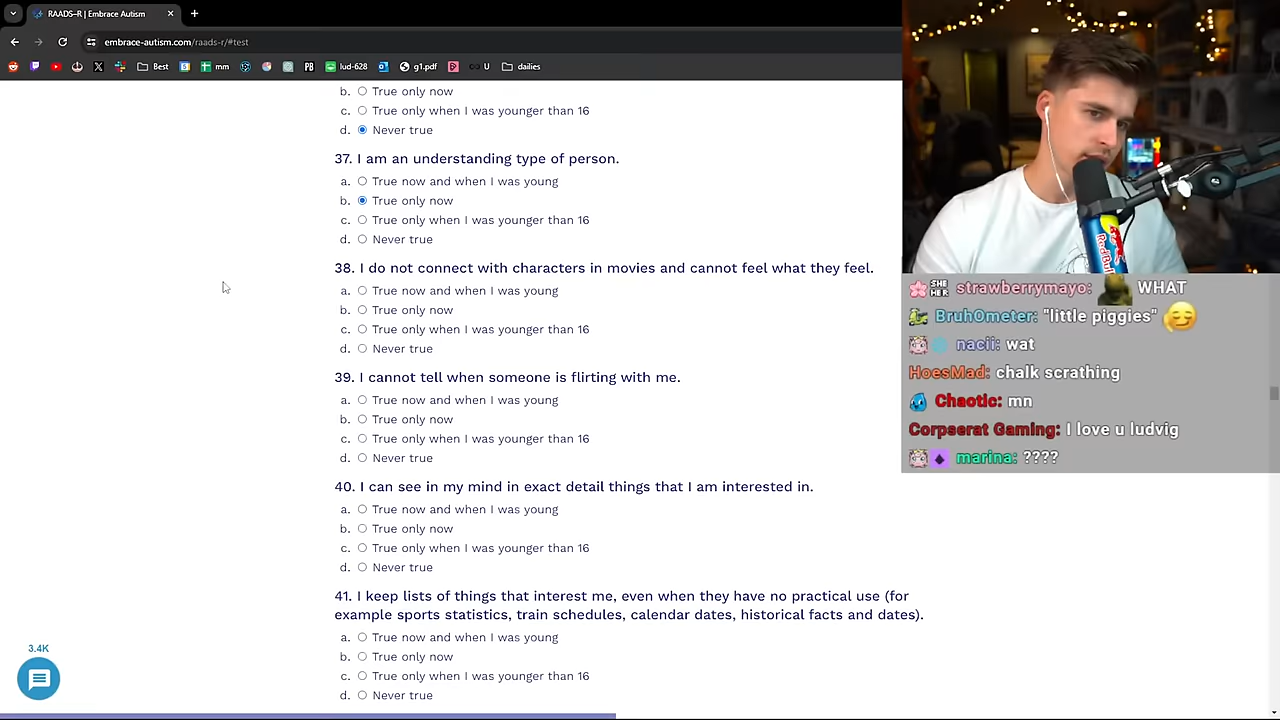 RAADS–R | Embrace Autism
embrace-autism.com/raads-r/#test
Best
mm
PB
lud-628
g1.pdf
U
dailies
b. True only now
c. True only when I was younger than 16
d. Never true
37. I am an understanding type of person.
a. True now and when I was young
b. True only now
c. True only when I was younger than 16
d. Never true
38. I do not connect with characters in movies and cannot feel what they feel.
a. True now and when I was young
b. True only now
c. True only when I was younger than 16
d. Never true
39. I cannot tell when someone is flirting with me.
a. True now and when I was young
b. True only now
c. True only when I was younger than 16
d. Never true
40. I can see in my mind in exact detail things that I am interested in.
a. True now and when I was young
b. True only now
c. True only when I was younger than 16
d. Never true
41. I keep lists of things that interest me, even when they have no practical use (for
example sports statistics, train schedules, calendar dates, historical facts and dates).
a. True now and when I was young
b. True only now
c. True only when I was younger than 16
d. Never true
3.4K
RedBull
SHE HER strawberrymayo: WHAT
BruhOmeter: "little piggies"
nacii: wat
HoesMad: chalk scrathing
Chaotic: mn
Corpserat Gaming: I love u ludvig
marina: ????